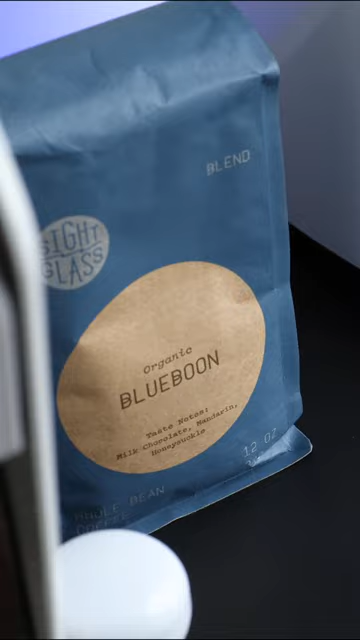 BLEND
SIGHT
GLASS
organic
BLUEBOON
Taste Notes:
Milk Chocolate, Mandarin,
Honeysuckle
12 OZ
WHOLE BEAN
COFFEE